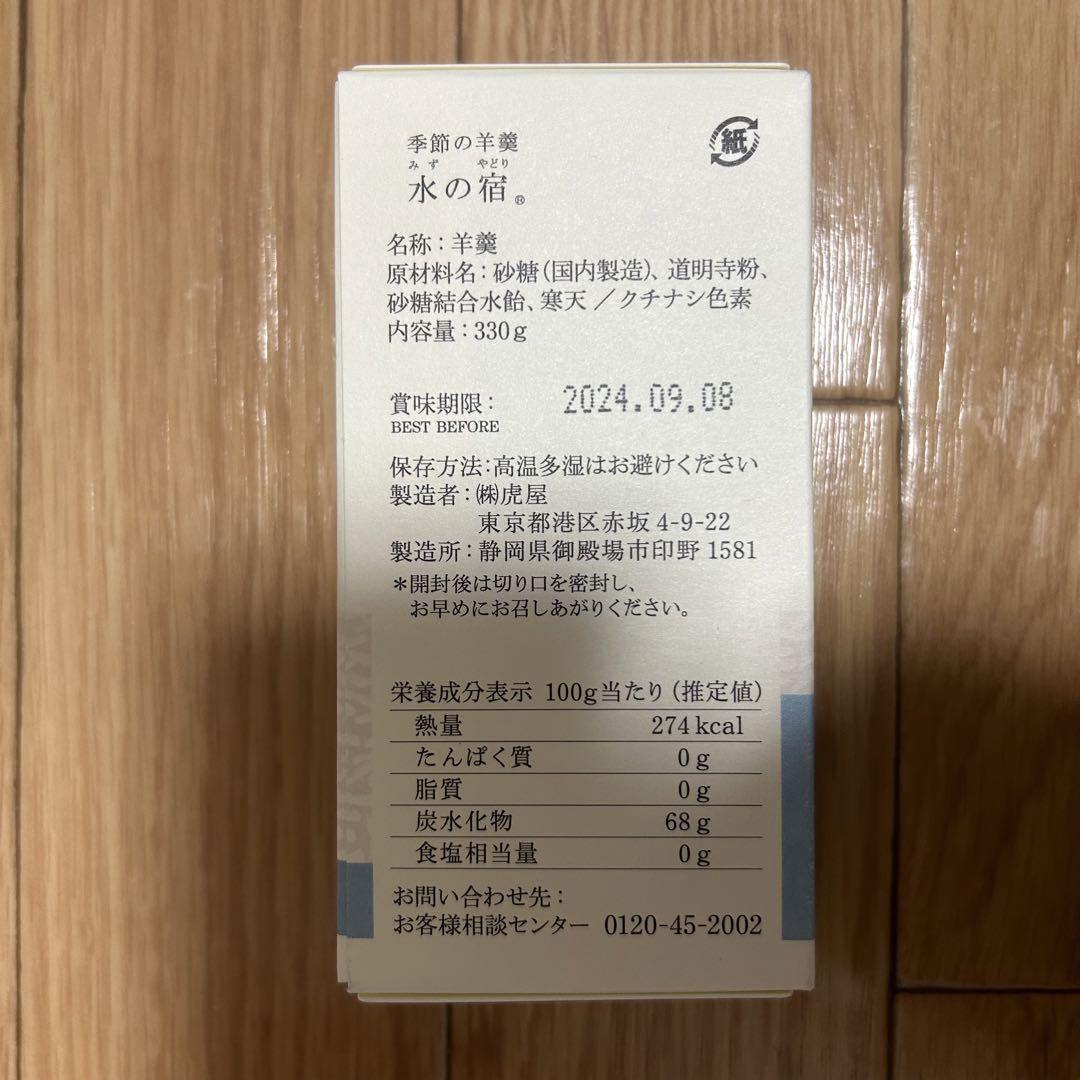 紙
季節の羊羹
みず やどり
水の宿®
名称：羊羹
原材料名：砂糖（国内製造）、道明寺粉、
砂糖結合水飴、寒天／クチナシ色素
内容量：330g
賞味期限： 2024.09.08
BEST BEFORE
保存方法：高温多湿はお避けください
製造者：㈱虎屋
東京都港区赤坂 4-9-22
製造所：静岡県御殿場市印野 1581
＊開封後は切り口を密封し、
お早めにお召しあがりください。
栄養成分表示 100g当たり（推定値）
熱量 274kcal
たんぱく質 0g
脂質 0g
炭水化物 68g
食塩相当量 0g
お問い合わせ先：
お客様相談センター 0120-45-2002